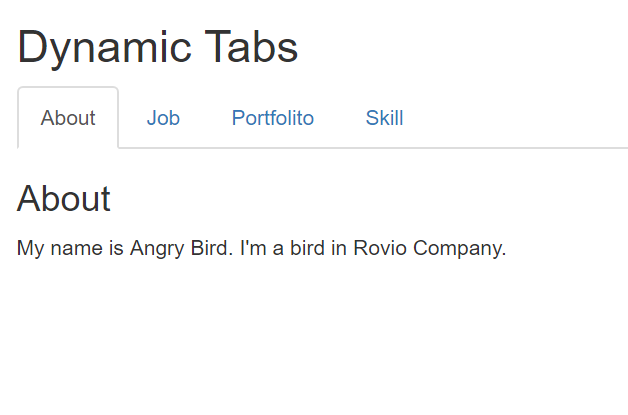 Dynamic Tabs
About Job Portfolito Skill
About
My name is Angry Bird. I'm a bird in Rovio Company.